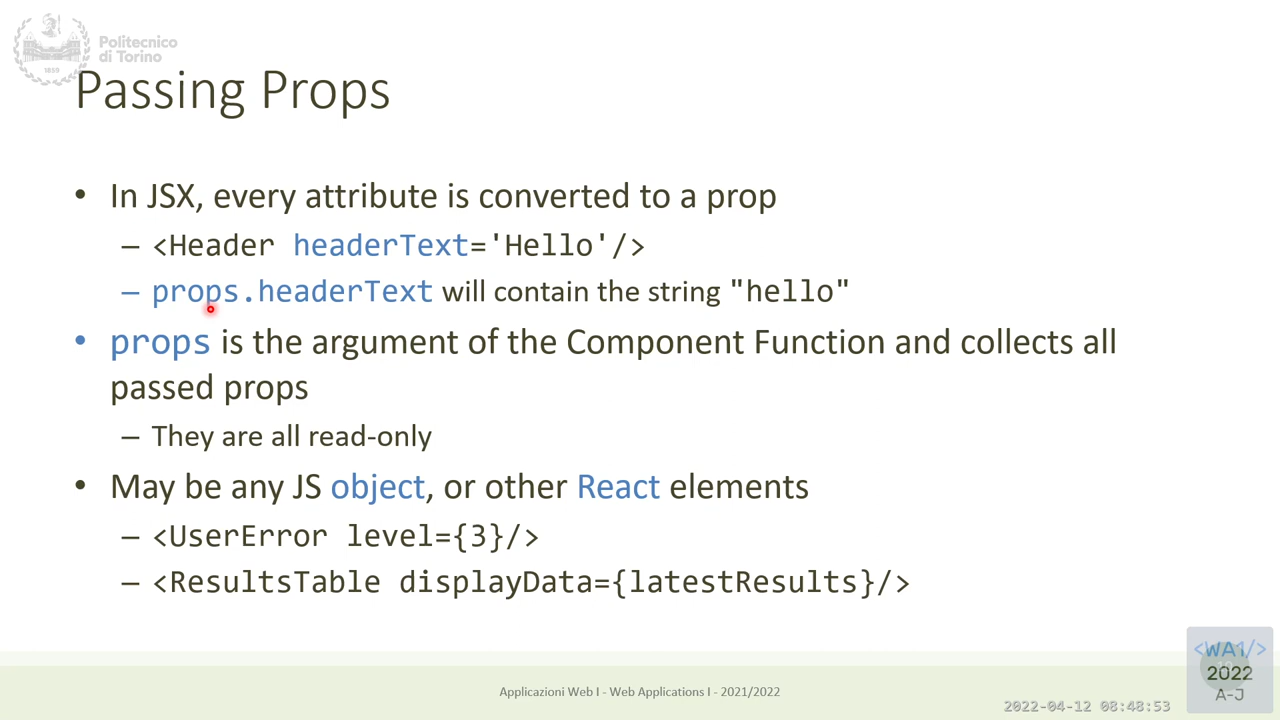 Politecnico
di Torino
1859
Passing Props
• In JSX, every attribute is converted to a prop
– <Header headerText='Hello'/>
– props.headerText will contain the string "hello"
• props is the argument of the Component Function and collects all
passed props
– They are all read-only
• May be any JS object, or other React elements
– <UserError level={3}/>
– <ResultsTable displayData={latestResults}/>
Applicazioni Web I - Web Applications I - 2021/2022
2022-04-12 08:48:53
<WA1/>
2022
A-J